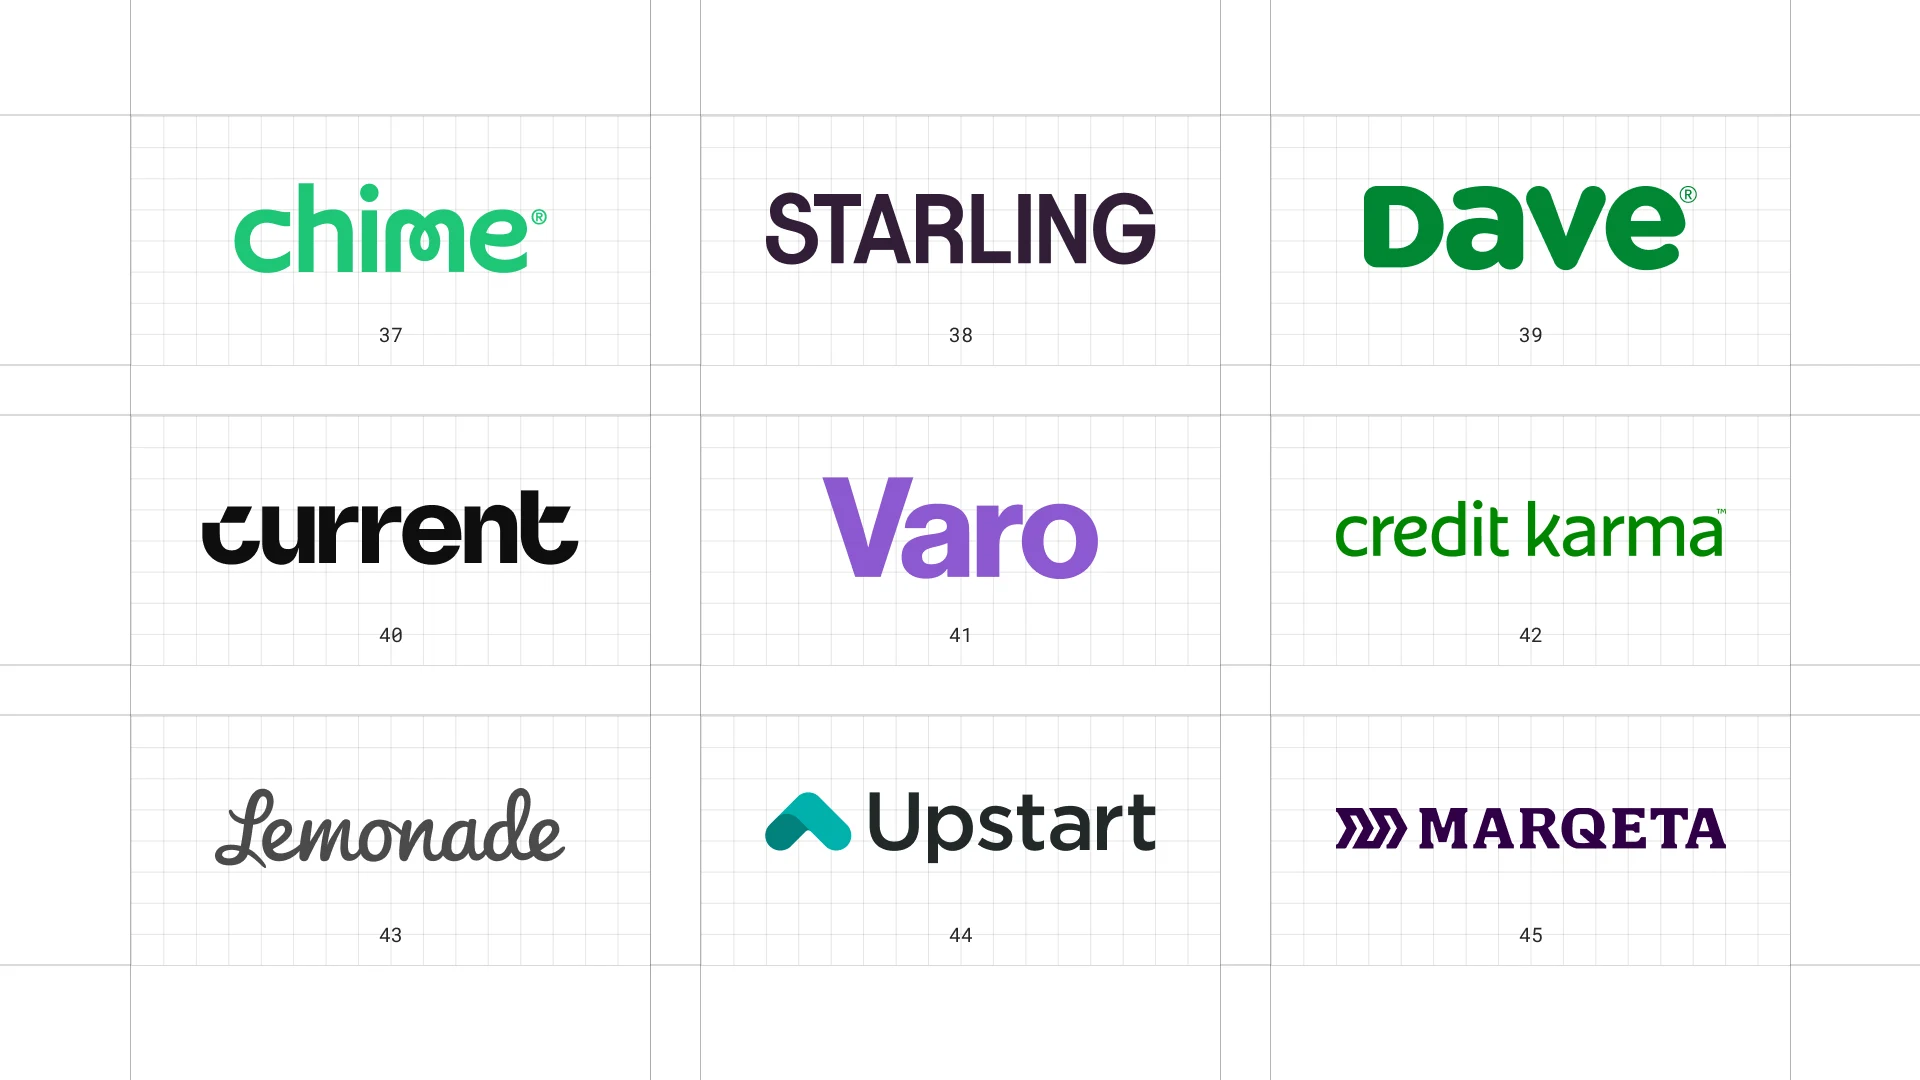 chime®
37
STARLING
38
Dave®
39
current
40
Varo
41
credit karma™
42
Lemonade
43
Upstart
44
MARQETA
45